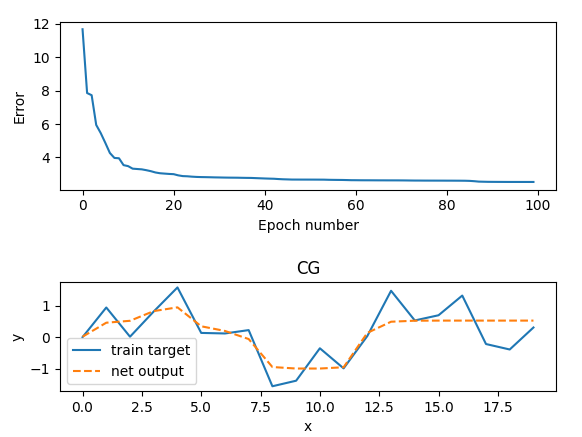 12
10
8
6
4
Error
0 20 40 60 80 100
Epoch number
CG
1
0
−1
y
train target
net output
0.0 2.5 5.0 7.5 10.0 12.5 15.0 17.5
x